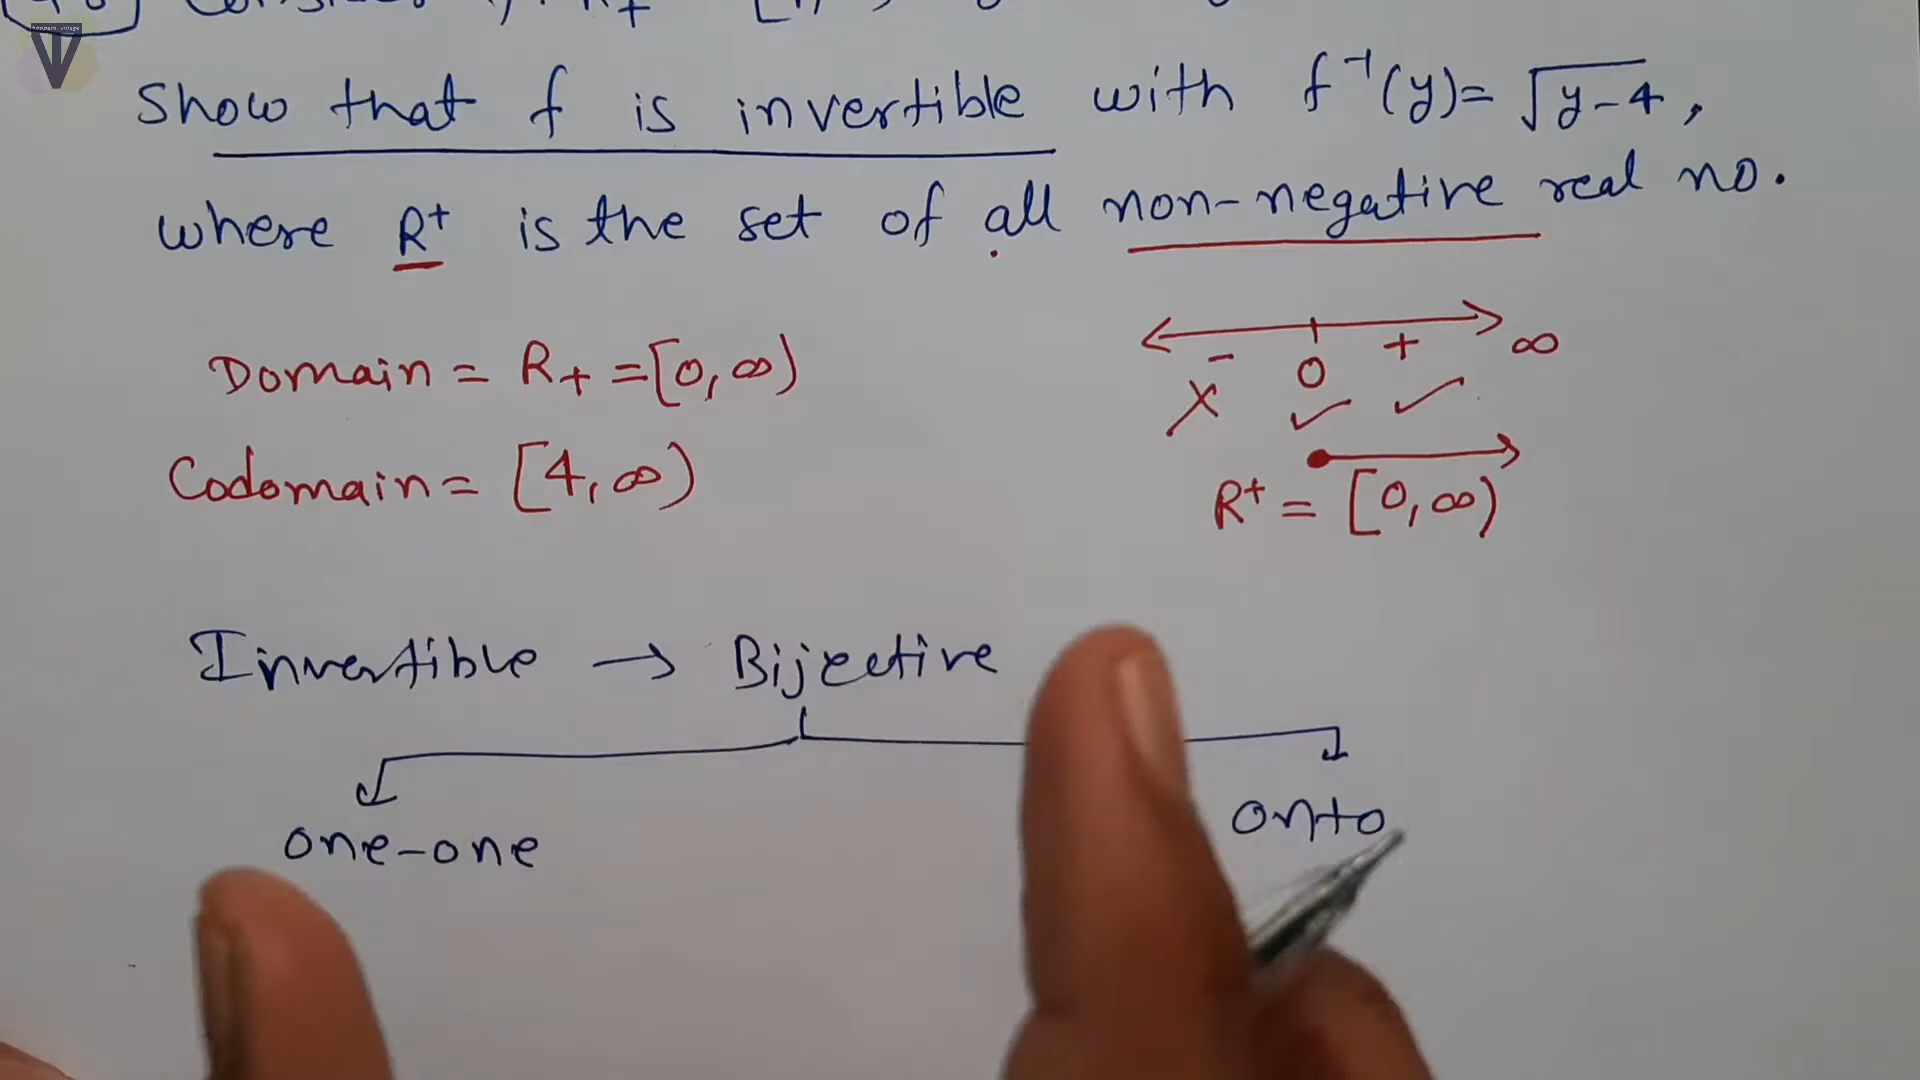 Show that f is invertible with f⁻¹(y)= √y-4,
where R⁺ is the set of all non-negative real no.
- 0 + ∞
Domain = R₊ =[0,∞)
Codomain = [4,∞)
R⁺ = [0,∞)
Invertible → Bijective
one-one onto